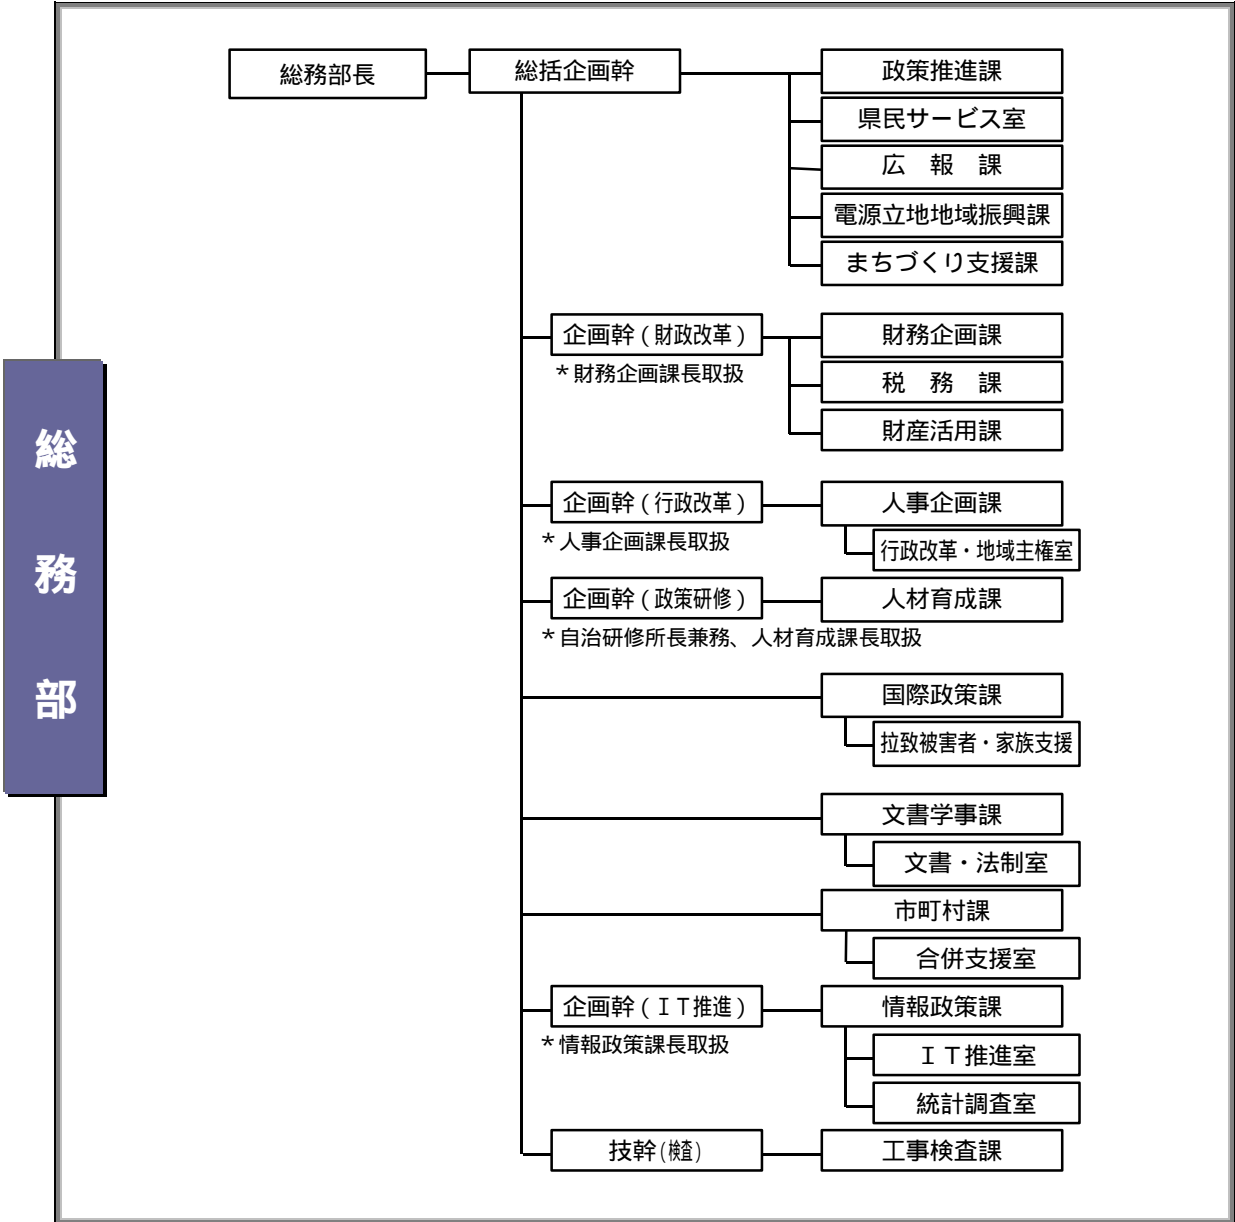 総務部
総務部長
総括企画幹
政策推進課
県民サービス室
広　報　課
電源立地地域振興課
まちづくり支援課
企画幹（財政改革）
財務企画課
＊財務企画課長取扱
税　務　課
財産活用課
企画幹（行政改革）
人事企画課
＊人事企画課長取扱
行政改革・地域主権室
企画幹（政策研修）
人材育成課
＊自治研修所長兼務、人材育成課長取扱
国際政策課
拉致被害者・家族支援
文書学事課
文書・法制室
市町村課
合併支援室
企画幹（ＩＴ推進）
情報政策課
＊情報政策課長取扱
ＩＴ推進室
統計調査室
技幹(検査)
工事検査課